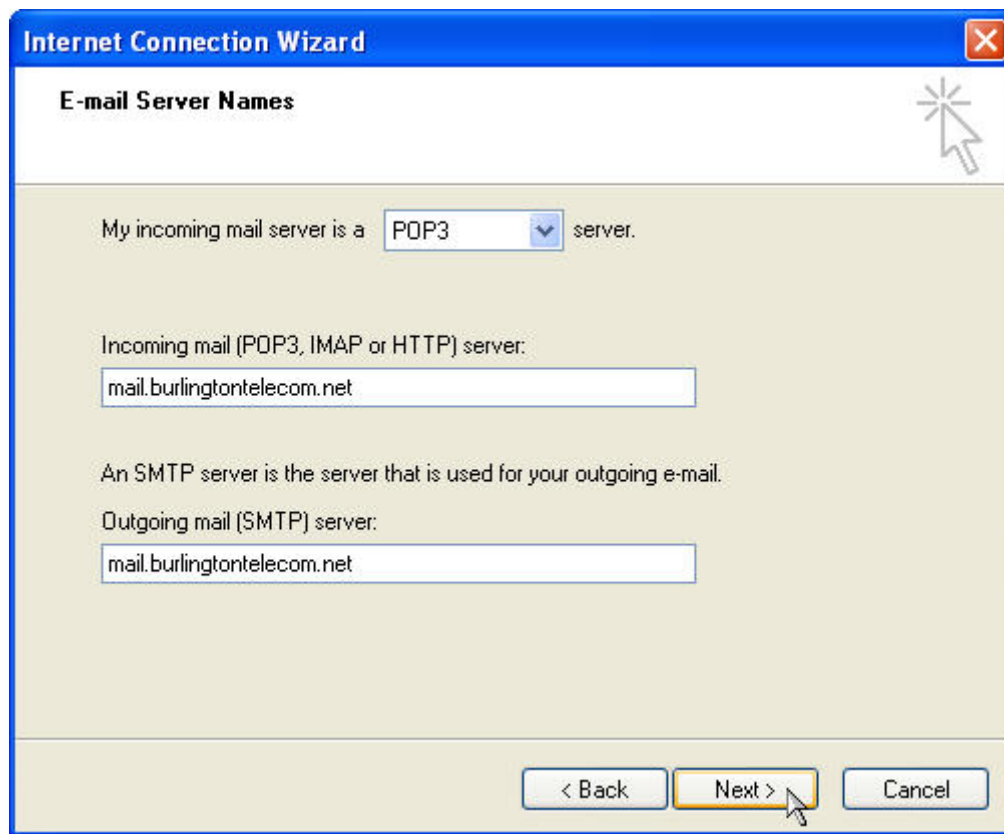 Internet Connection Wizard
E-mail Server Names
My incoming mail server is a POP3 server.
Incoming mail (POP3, IMAP or HTTP) server:
mail.burlingtontelecom.net
An SMTP server is the server that is used for your outgoing e-mail.
Outgoing mail (SMTP) server:
mail.burlingtontelecom.net
< Back Next > Cancel